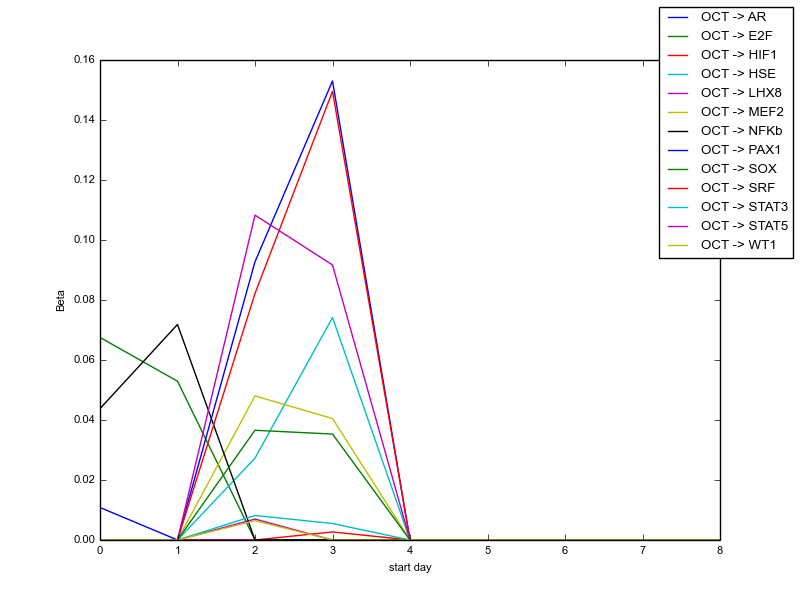 OCT -> AR
OCT -> E2F
OCT -> HIF1
OCT -> HSE
OCT -> LHX8
OCT -> MEF2
OCT -> NFKb
OCT -> PAX1
OCT -> SOX
OCT -> SRF
OCT -> STAT3
OCT -> STAT5
OCT -> WT1
0.16
0.14
0.12
0.10
0.08
0.06
0.04
0.02
0.00
Beta
0 1 2 3 4 5 6 7 8
start day